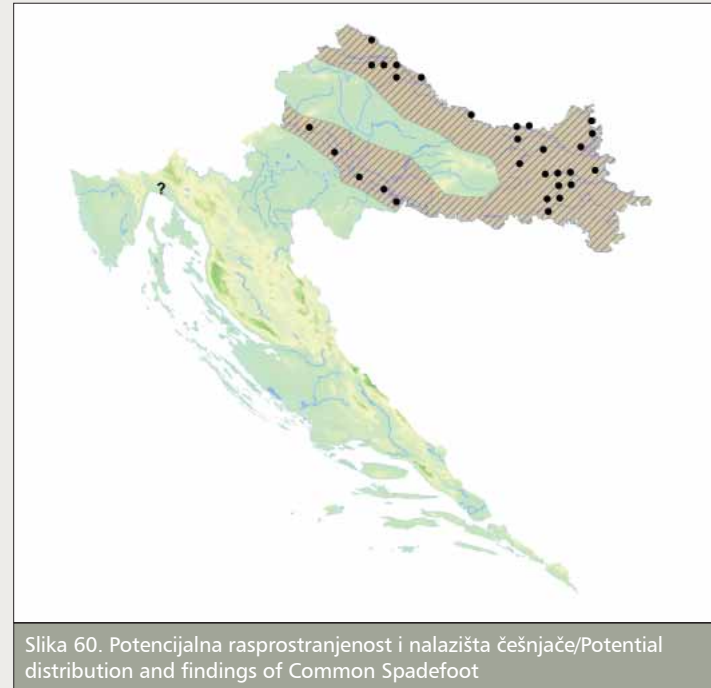 ?
Slika 60. Potencijalna rasprostranjenost i nalazišta češnjače/Potential
distribution and findings of Common Spadefoot